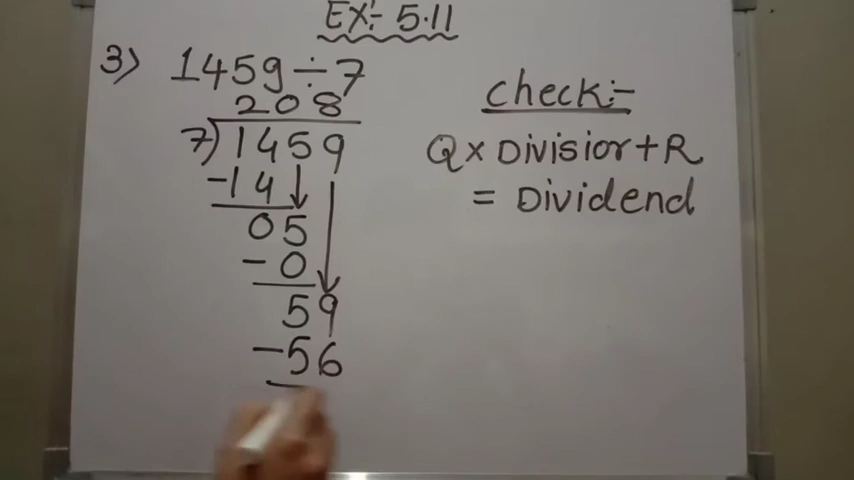 EX:- 5.11
3) 1459÷7
208
7)1459
-14
05
-0
59
-56
Check:-
Q× Divisior+R
= Dividend